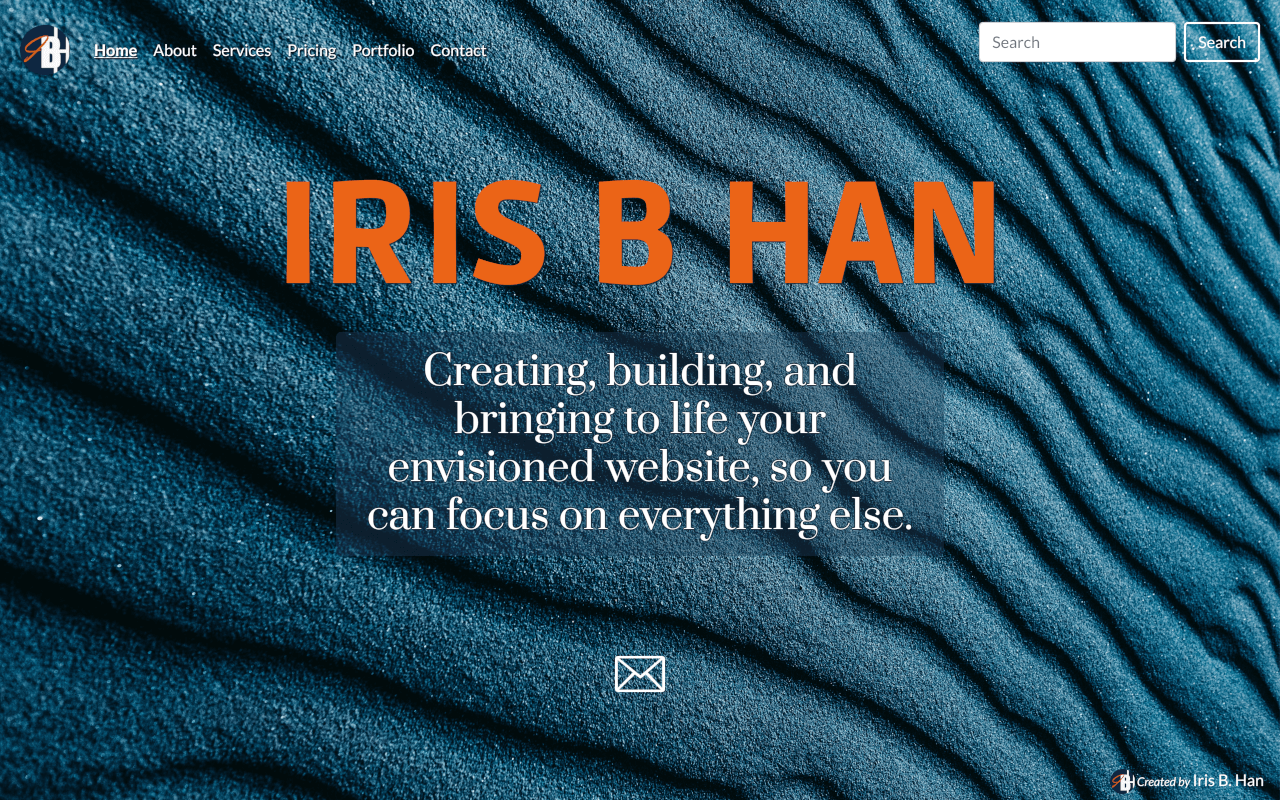 Home About Services Pricing Portfolio Contact
Search
Search
IRIS B HAN
Creating, building, and
bringing to life your
envisioned website, so you
can focus on everything else.
Created by Iris B. Han